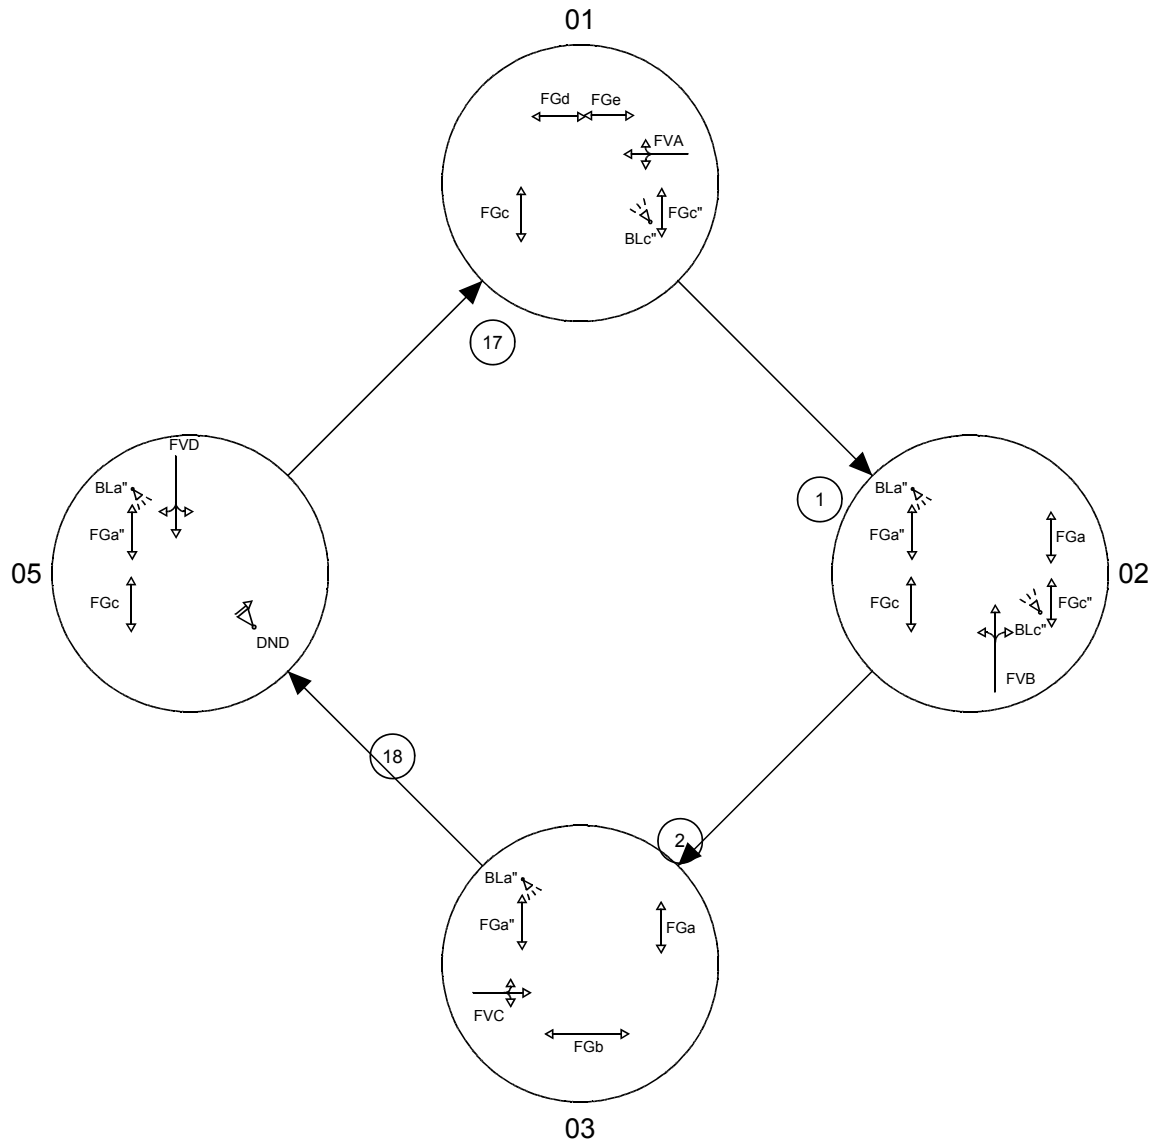 01
FGd FGe
FVA
FGc FGc"
BLc"
17
1
05
FVD
BLa"
FGa"
FGc
DND
02
BLa"
FGa" FGa
FGc FGc"
BLc"
FVB
18
2
BLa"
FGa" FGa
FVC
FGb
03